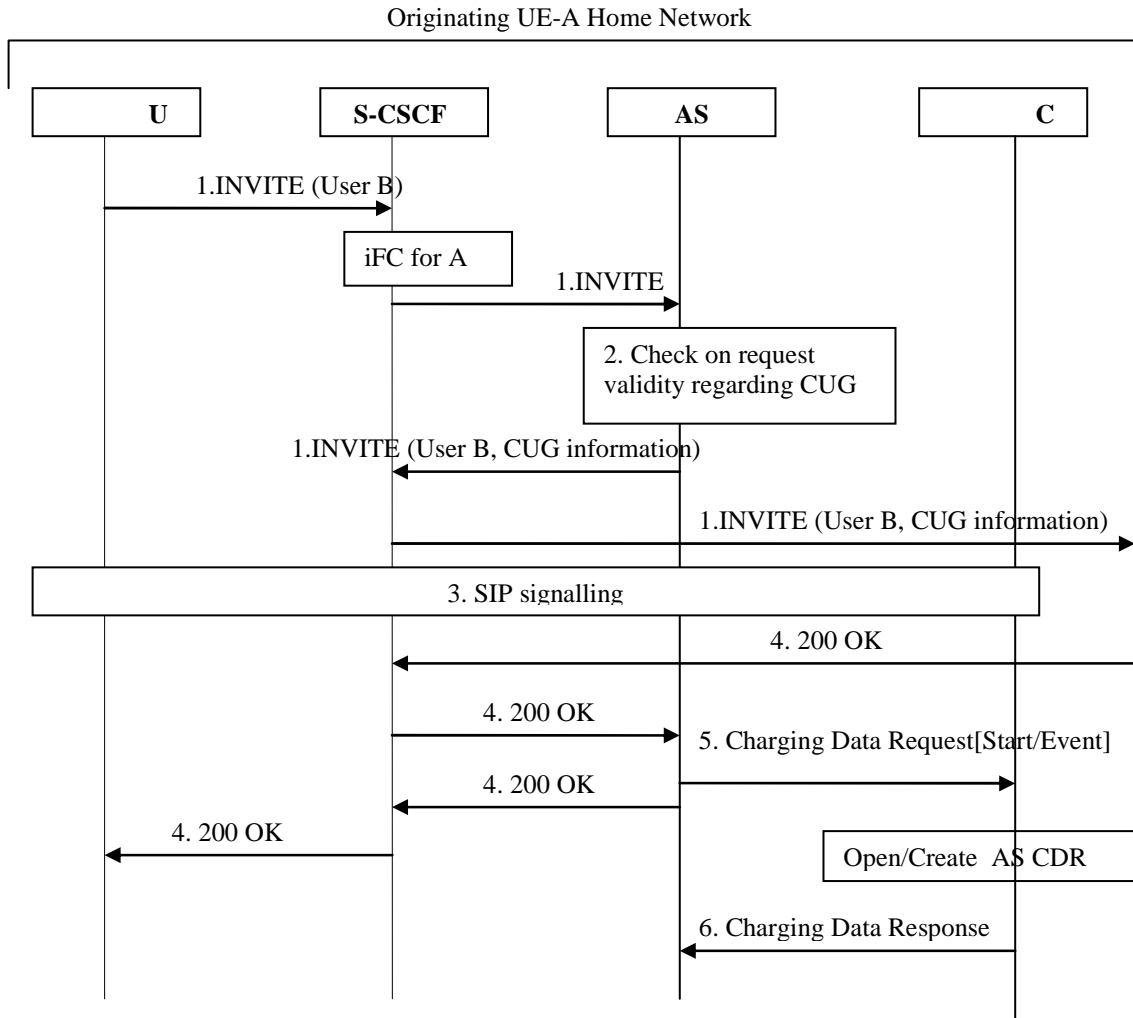 Originating UE-A Home Network
U
S-CSCF
AS
C
1.INVITE (User B)
iFC for A
1.INVITE
2. Check on request
validity regarding CUG
1.INVITE (User B, CUG information)
1.INVITE (User B, CUG information)
3. SIP signalling
4. 200 OK
4. 200 OK
5. Charging Data Request[Start/Event]
4. 200 OK
4. 200 OK
Open/Create AS CDR
6. Charging Data Response